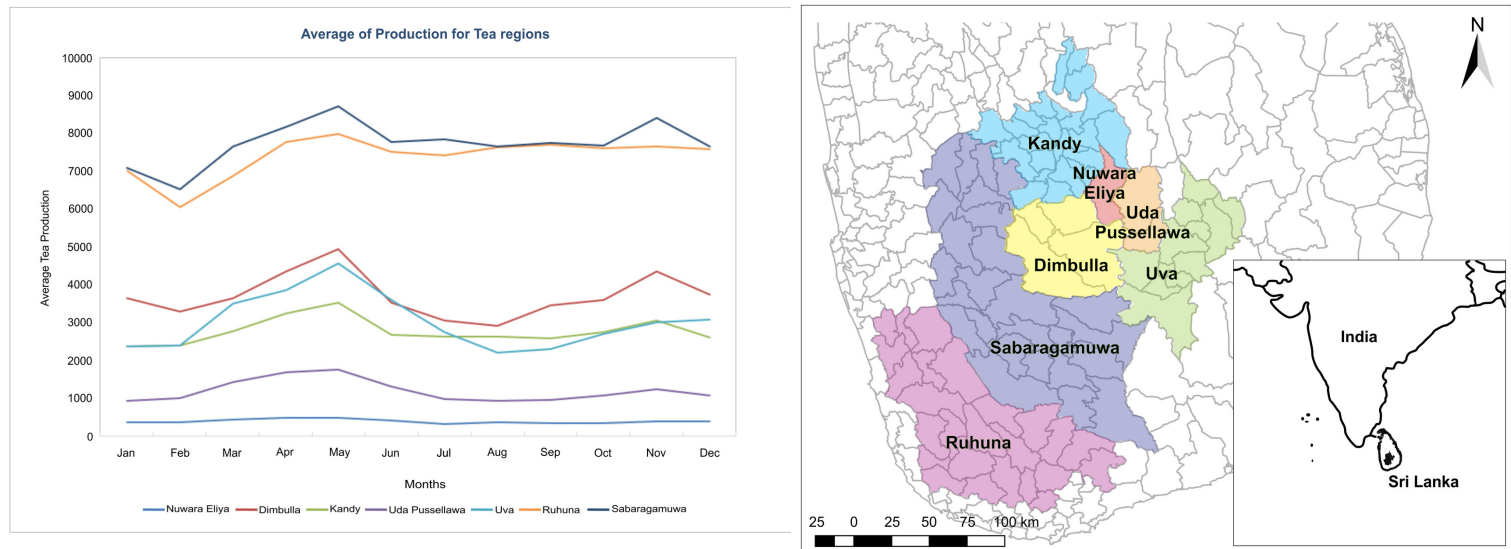 Average of Production for Tea regions
10000
9000
8000
7000
6000
5000
4000
3000
2000
1000
0
Average Tea Production
Jan Feb Mar Apr May Jun Jul Aug Sep Oct Nov Dec
Months
Nuwara Eliya Dimbulla Kandy Uda Pussellawa Uva Ruhuna Sabaragamuwa
N
Kandy
Nuwara
Eliya
Uda
Pussellawa
Dimbulla
Uva
Sabaragamuwa
Ruhuna
25 0 25 50 75 100 km
India
Sri Lanka